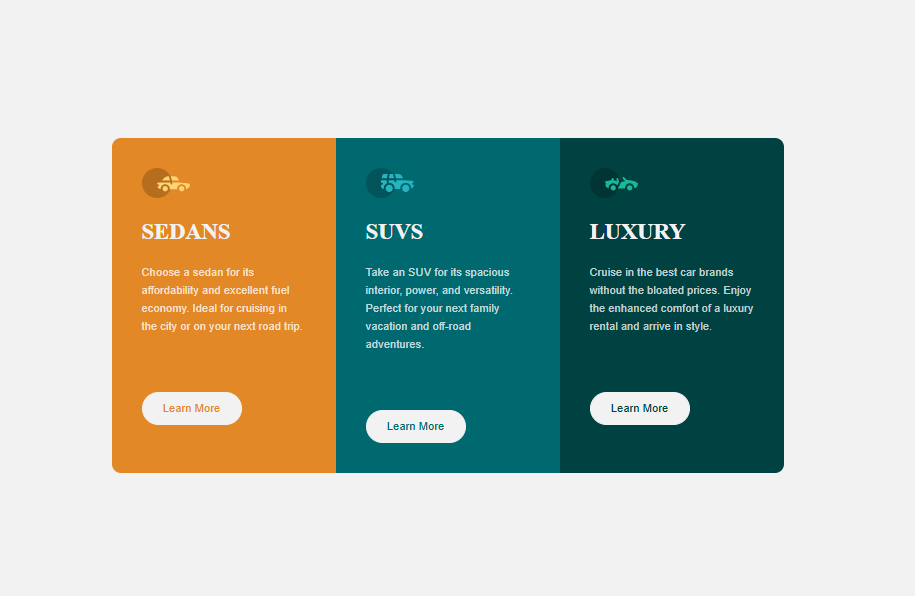 SEDANS
Choose a sedan for its
affordability and excellent fuel
economy. Ideal for cruising in
the city or on your next road trip.
Learn More
SUVS
Take an SUV for its spacious
interior, power, and versatility.
Perfect for your next family
vacation and off-road
adventures.
Learn More
LUXURY
Cruise in the best car brands
without the bloated prices. Enjoy
the enhanced comfort of a luxury
rental and arrive in style.
Learn More